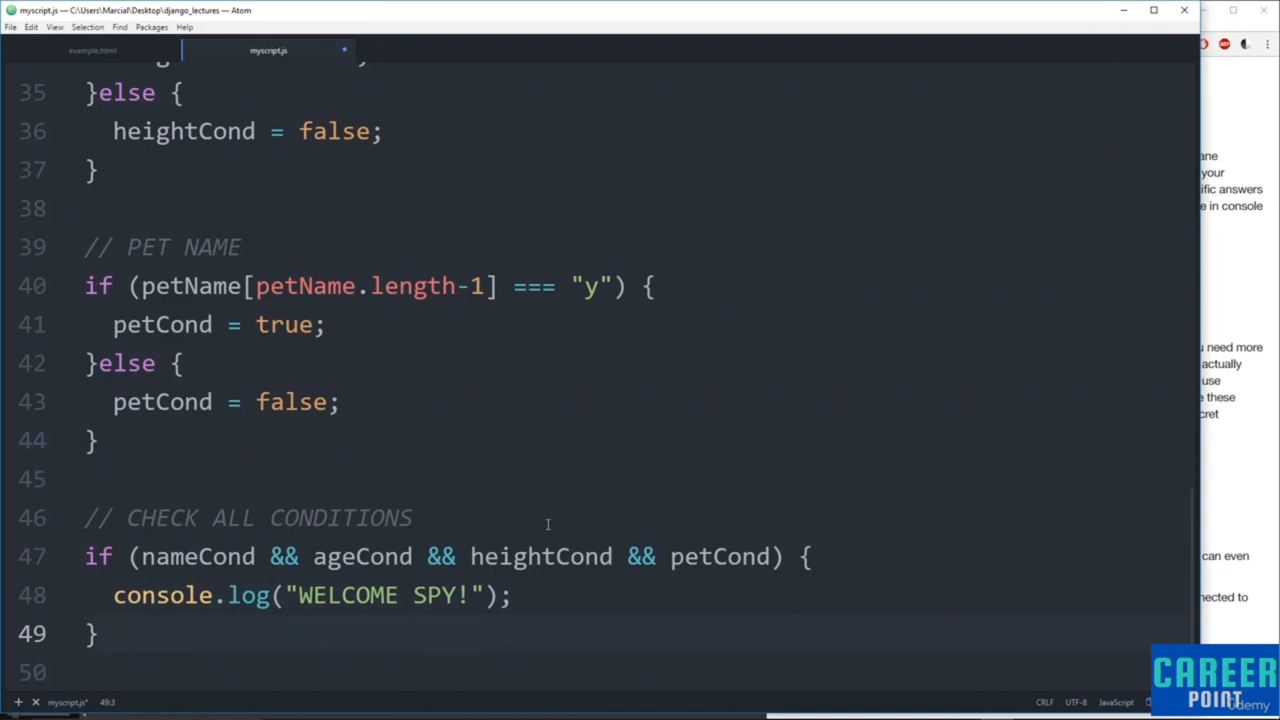 myscript.js — C:\Users\Marcial\Desktop\django_lectures — Atom
File Edit View Selection Find Packages Help
example.html myscript.js
35 }else {
36 heightCond = false;
37 }
38
39 // PET NAME
40 if (petName[petName.length-1] === "y") {
41 petCond = true;
42 }else {
43 petCond = false;
44 }
45
46 // CHECK ALL CONDITIONS
47 if (nameCond && ageCond && heightCond && petCond) {
48 console.log("WELCOME SPY!");
49 }
50
+ × myscript.js* 49:3 CRLF UTF-8 JavaScript
ABP
ane
your
ific answers
e in console
need more
actually
use
these
cret
can even
nected to
CAREER
POINT
Udemy